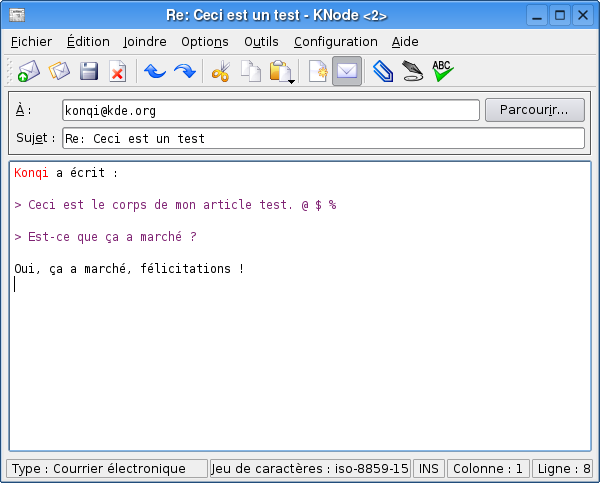 Re: Ceci est un test - KNode <2>
Fichier Édition Joindre Options Outils Configuration Aide
ABC
À : konqi@kde.org Parcourir...
Sujet : Re: Ceci est un test
Konqi a écrit :
> Ceci est le corps de mon article test. @ $ %
> Est-ce que ça a marché ?
Oui, ça a marché, félicitations !
Type : Courrier électronique Jeu de caractères : iso-8859-15 INS Colonne : 1 Ligne : 8